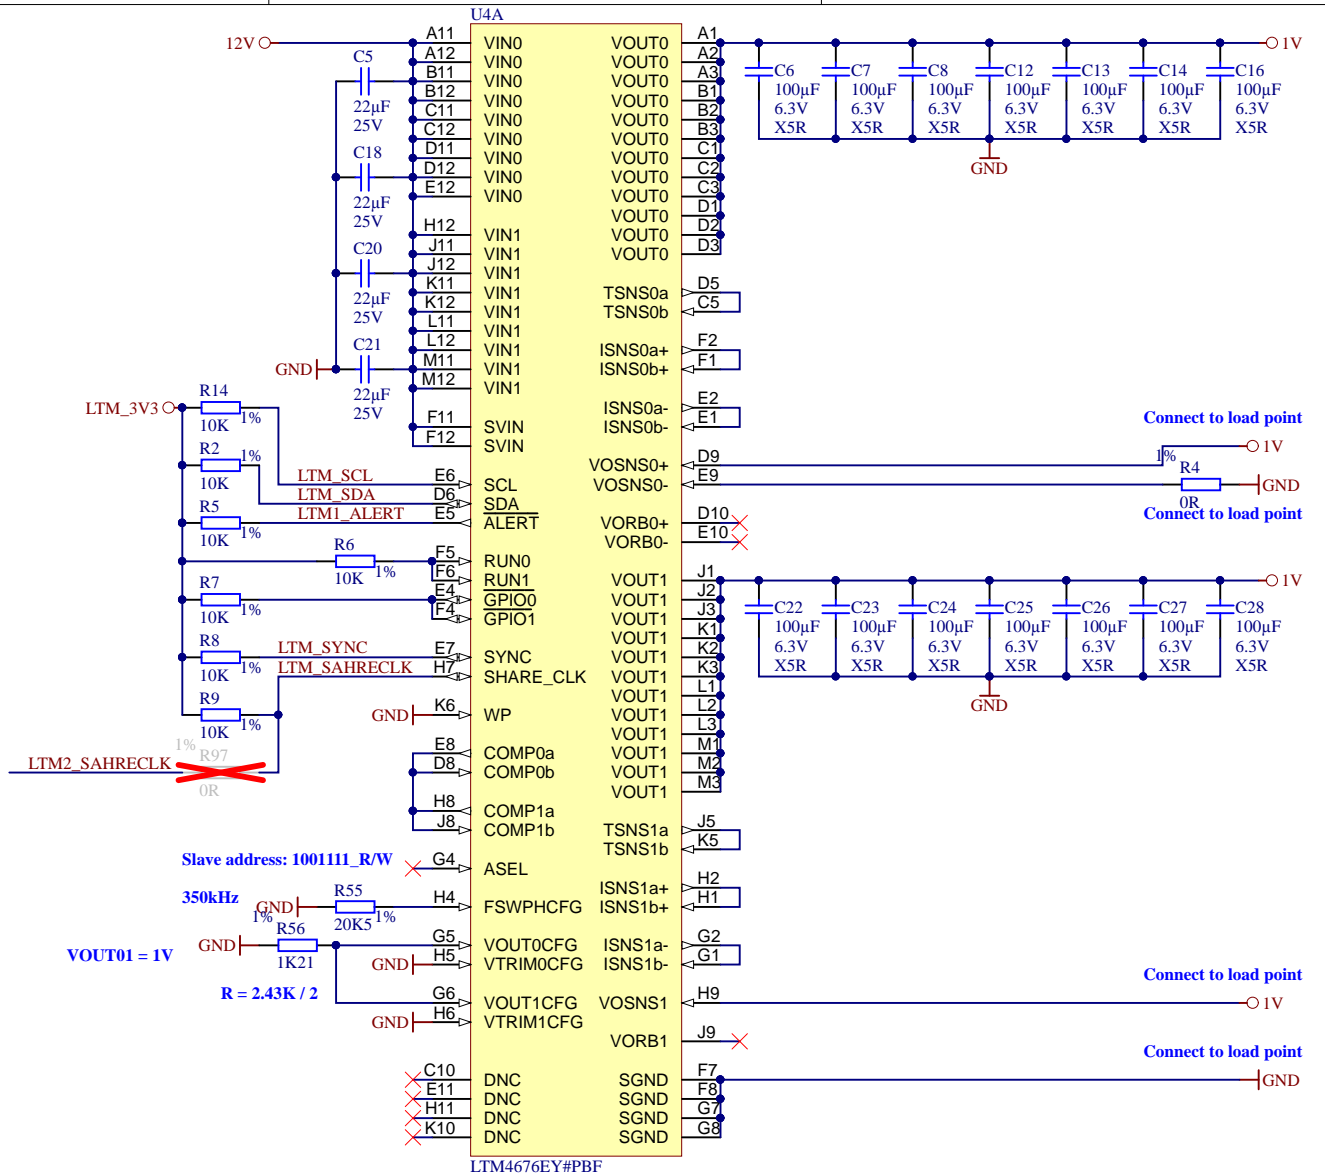 U4A
12V
A11 VIN0 VOUT0 A1 1V
A12 VIN0 VOUT0 A2
C5 B11 VIN0 VOUT0 A3 C6 C7 C8 C12 C13 C14 C16
B12 VIN0 VOUT0 B1 100µF 100µF 100µF 100µF 100µF 100µF 100µF
22µF C11 VIN0 VOUT0 B2 6.3V 6.3V 6.3V 6.3V 6.3V 6.3V 6.3V
25V C12 VIN0 VOUT0 B3 X5R X5R X5R X5R X5R X5R X5R
C18 D11 VIN0 VOUT0 C1
D12 VIN0 VOUT0 C2 GND
22µF E12 VIN0 VOUT0 C3
25V VOUT0 D1
H12 VIN1 VOUT0 D2
C20 J11 VIN1 VOUT0 D3
J12 VIN1
22µF K11 VIN1 TSNS0a D5
25V K12 VIN1 TSNS0b C5
L11 VIN1
C21 L12 VIN1 ISNS0a+ F2
GND M11 VIN1 ISNS0b+ F1
22µF M12 VIN1
25V
R14 ISNS0a- E2
LTM_3V3 10K 1% F11 SVIN ISNS0b- E1 Connect to load point
F12 SVIN 1V
R2 1% VOSNS0+ D9 1% R4
10K LTM_SCL E6 SCL VOSNS0- E9 0R GND
LTM_SDA D6 SDA
R5 LTM1_ALERT E5 ALERT VORB0+ D10 Connect to load point
10K 1% VORB0- E10
R6 10K 1% F5 RUN0
F6 RUN1 VOUT1 J1 1V
R7 E4 GPIO0 VOUT1 J2
10K 1% F4 GPIO1 VOUT1 J3 C22 C23 C24 C25 C26 C27 C28
VOUT1 K1 100µF 100µF 100µF 100µF 100µF 100µF 100µF
R8 LTM_SYNC E7 SYNC VOUT1 K2 6.3V 6.3V 6.3V 6.3V 6.3V 6.3V 6.3V
10K 1% LTM_SAHRECLK H7 SHARE_CLK VOUT1 K3 X5R X5R X5R X5R X5R X5R X5R
VOUT1 L1
R9 GND K6 WP VOUT1 L2 GND
10K 1% VOUT1 L3
1% R97 E8 COMP0a VOUT1 M1
LTM2_SAHRECLK D8 COMP0b VOUT1 M2
0R VOUT1 M3
H8 COMP1a
J8 COMP1b TSNS1a J5
TSNS1b K5
Slave address: 1001111_R/W G4 ASEL
ISNS1a+ H2
350kHz GND R55 20K5 1% H4 FSWPHCFG ISNS1b+ H1
1% R56
VOUT01 = 1V GND 1K21 G5 VOUT0CFG ISNS1a- G2
GND H5 VTRIM0CFG ISNS1b- G1
Connect to load point
R = 2.43K / 2 G6 VOUT1CFG VOSNS1 H9 1V
GND H6 VTRIM1CFG
VORB1 J9
Connect to load point
C10 DNC SGND F7 GND
E11 DNC SGND F8
H11 DNC SGND G7
K10 DNC SGND G8
LTM4676EY#PBF